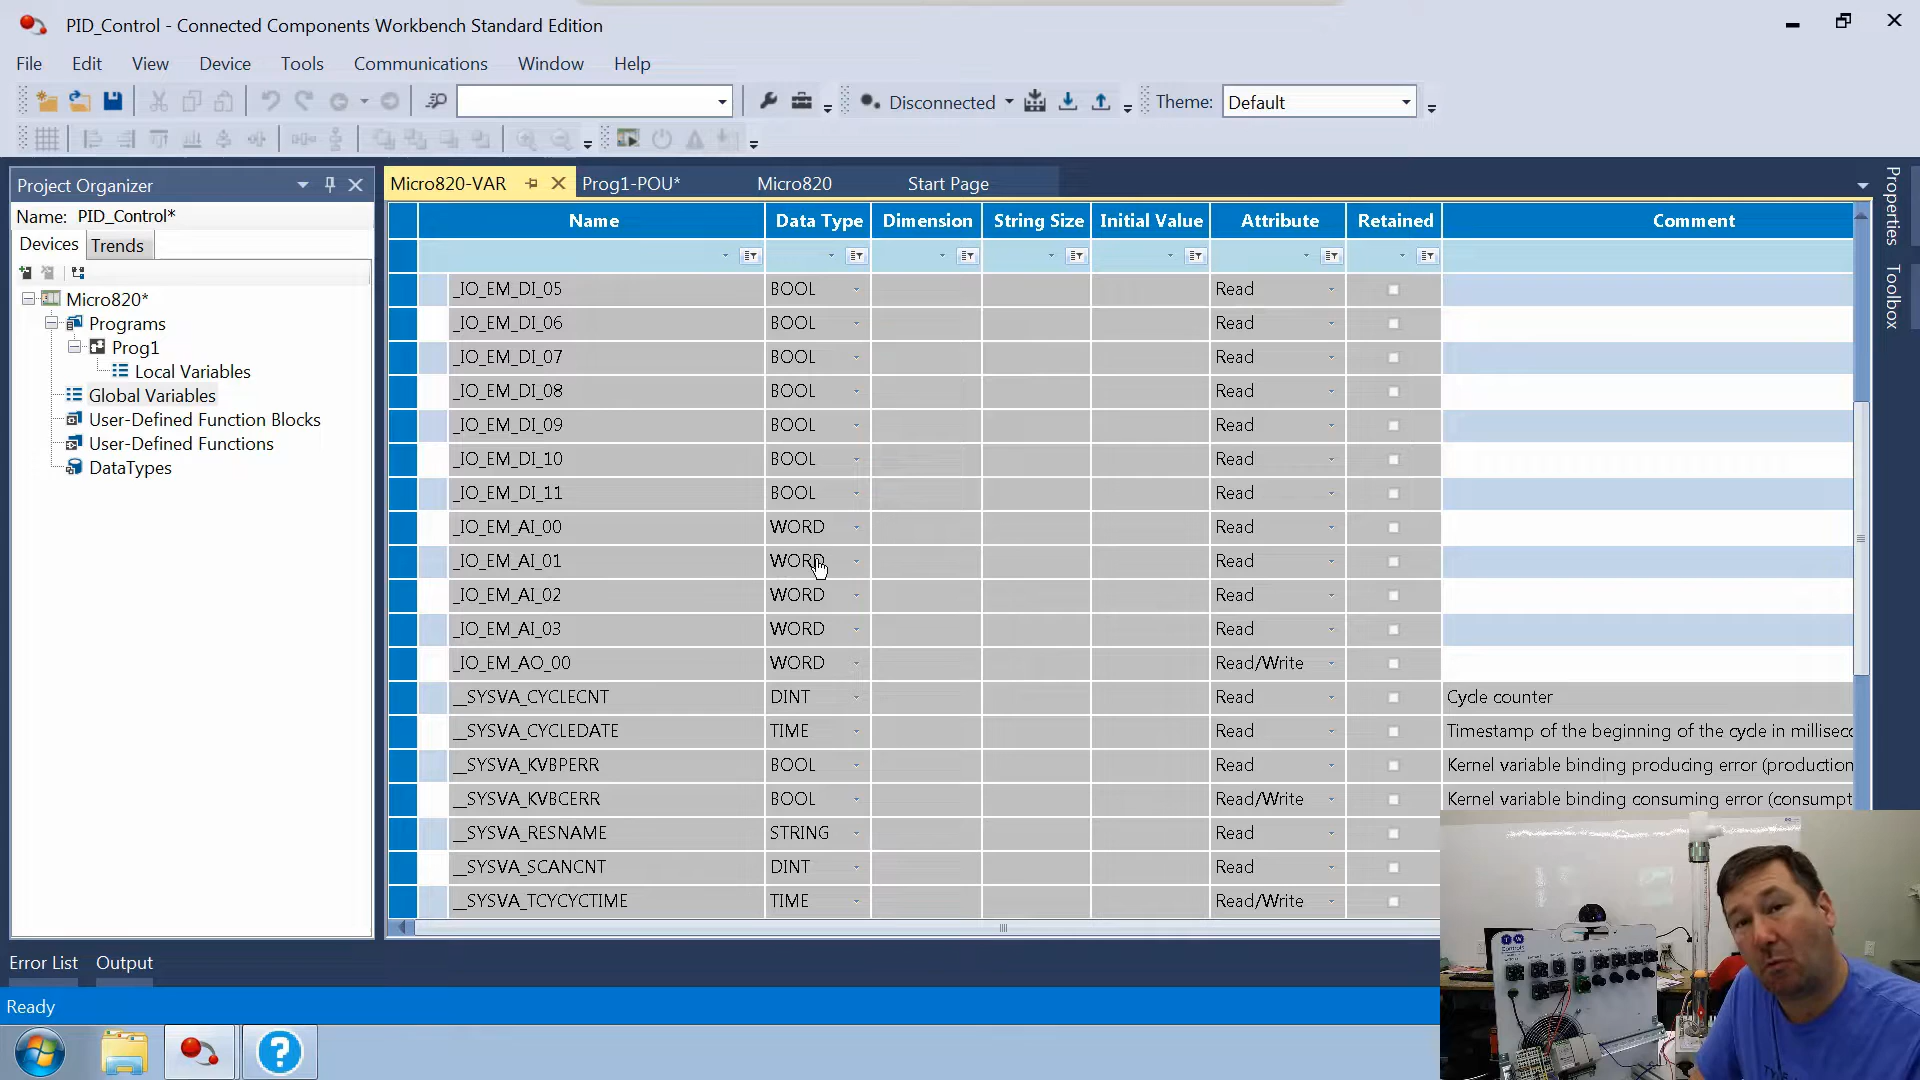 PID_Control - Connected Components Workbench Standard Edition
File Edit View Device Tools Communications Window Help
Disconnected Theme: Default
Project Organizer
Name: PID_Control*
Devices Trends
Micro820*
Programs
Prog1
Local Variables
Global Variables
User-Defined Function Blocks
User-Defined Functions
DataTypes
Micro820-VAR Prog1-POU* Micro820 Start Page
Name Data Type Dimension String Size Initial Value Attribute Retained Comment
_IO_EM_DI_05 BOOL Read
_IO_EM_DI_06 BOOL Read
_IO_EM_DI_07 BOOL Read
_IO_EM_DI_08 BOOL Read
_IO_EM_DI_09 BOOL Read
_IO_EM_DI_10 BOOL Read
_IO_EM_DI_11 BOOL Read
_IO_EM_AI_00 WORD Read
_IO_EM_AI_01 WORD Read
_IO_EM_AI_02 WORD Read
_IO_EM_AI_03 WORD Read
_IO_EM_AO_00 WORD Read/Write
__SYSVA_CYCLECNT DINT Read Cycle counter
__SYSVA_CYCLEDATE TIME Read Timestamp of the beginning of the cycle in millisec
__SYSVA_KVBPERR BOOL Read Kernel variable binding producing error (production
__SYSVA_KVBCERR BOOL Read/Write Kernel variable binding consuming error (consumpt
__SYSVA_RESNAME STRING Read
__SYSVA_SCANCNT DINT Read
__SYSVA_TCYCYCTIME TIME Read/Write
Properties
Toolbox
Error List Output
Ready